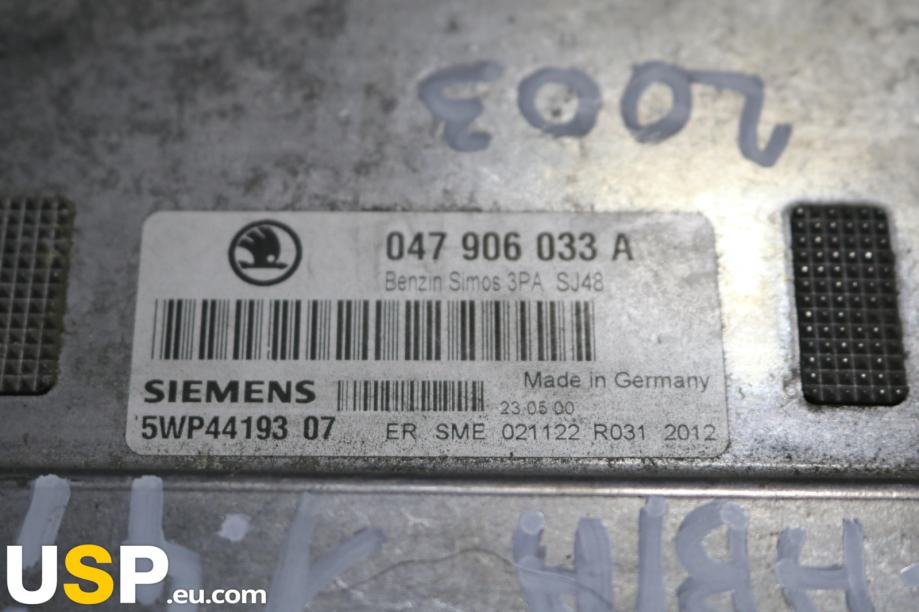 2003
047 906 033 A
Benzin Simos 3PA SJ48
SIEMENS
Made in Germany
23.05.00
5WP44193 07
ER SME 021122 R031 2012
USP.eu.com